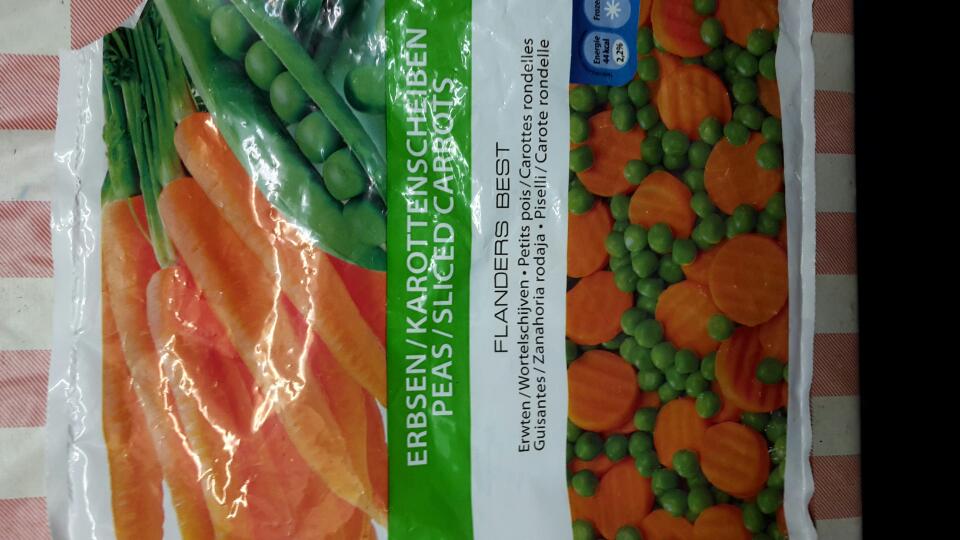 ERBSEN/KAROTTENSCHEIBEN
PEAS/SLICED CARROTS
FLANDERS BEST
Erwten/Wortelschijven • Petits pois/Carottes rondelles
Guisantes/Zanahoria rodaja • Piselli/Carote rondelle
Energie
44 kcal
2,2%
Frozen